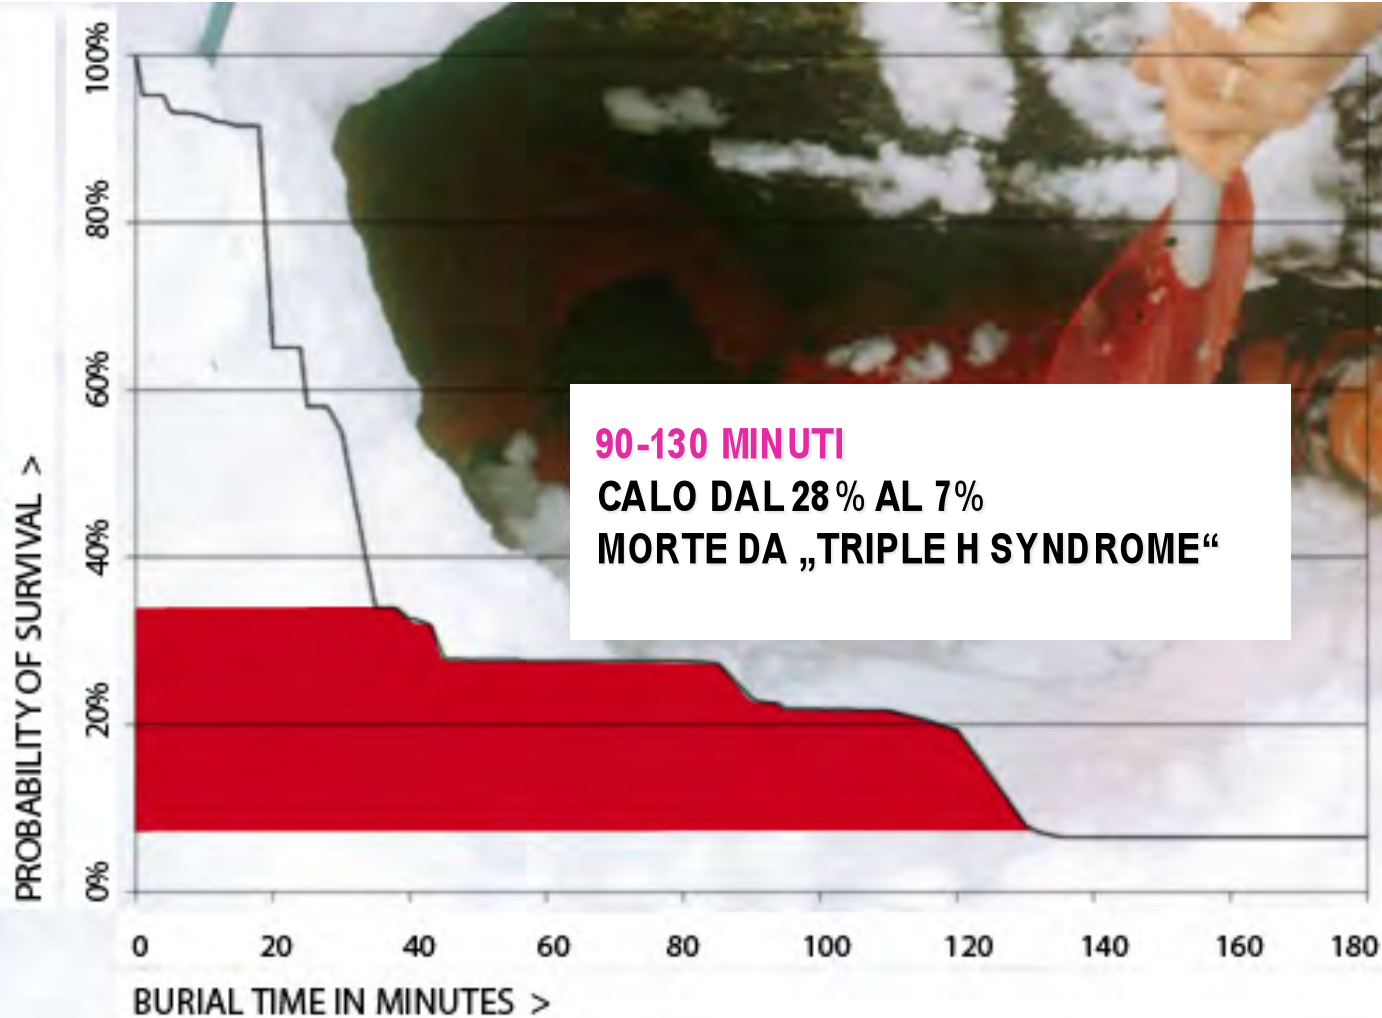 100%
80%
60%
40%
20%
0%
PROBABILITY OF SURVIVAL >
90-130 MINUTI
CALO DAL 28% AL 7%
MORTE DA „TRIPLE H SYNDROME“
0 20 40 60 80 100 120 140 160 180
BURIAL TIME IN MINUTES >